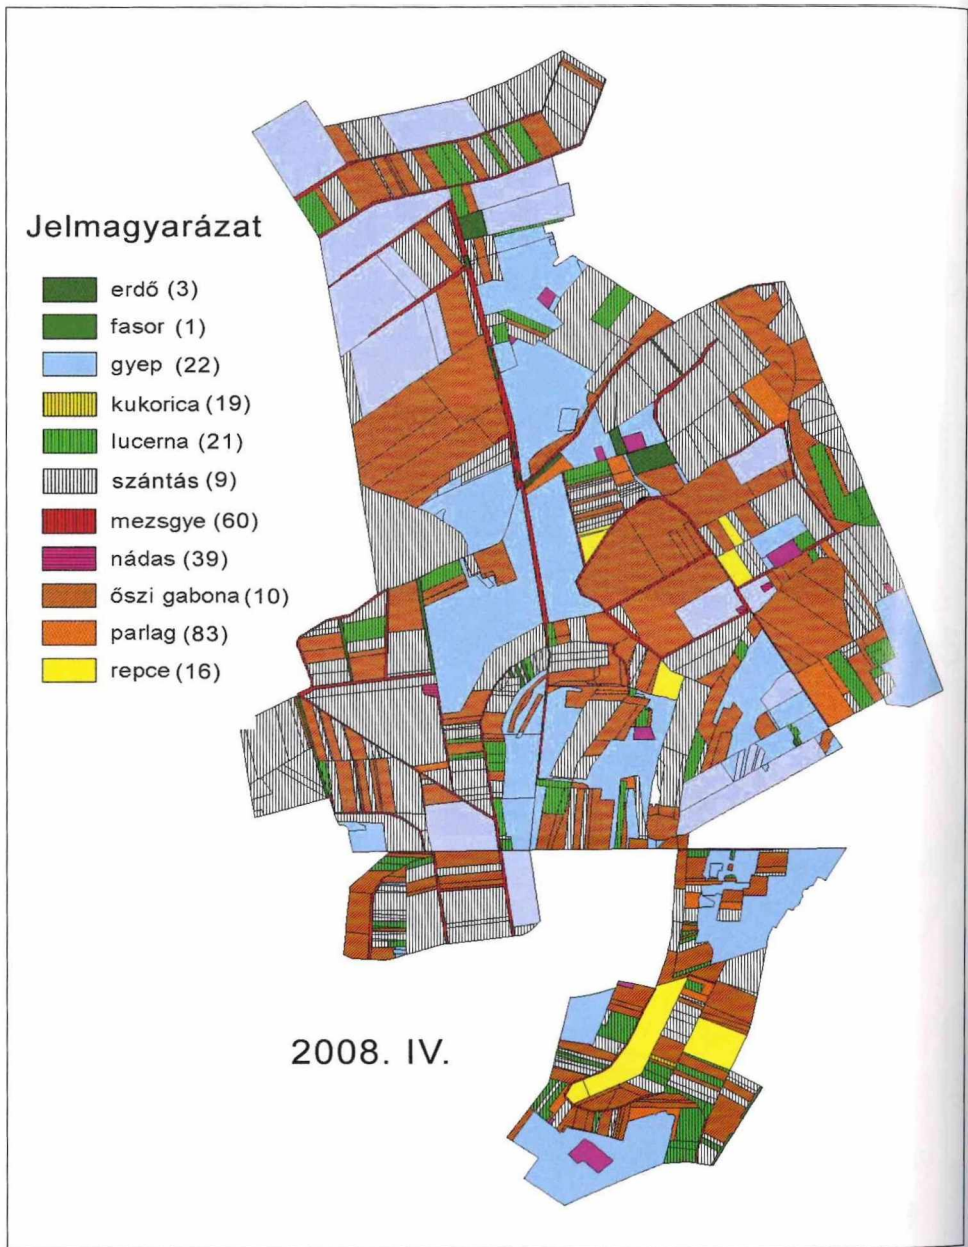 Jelmagyarázat
erdő (3)
fasor (1)
gyep (22)
kukorica (19)
lucerna (21)
szántás (9)
mezsgye (60)
nádas (39)
őszi gabona (10)
parlag (83)
repce (16)
2008. IV.